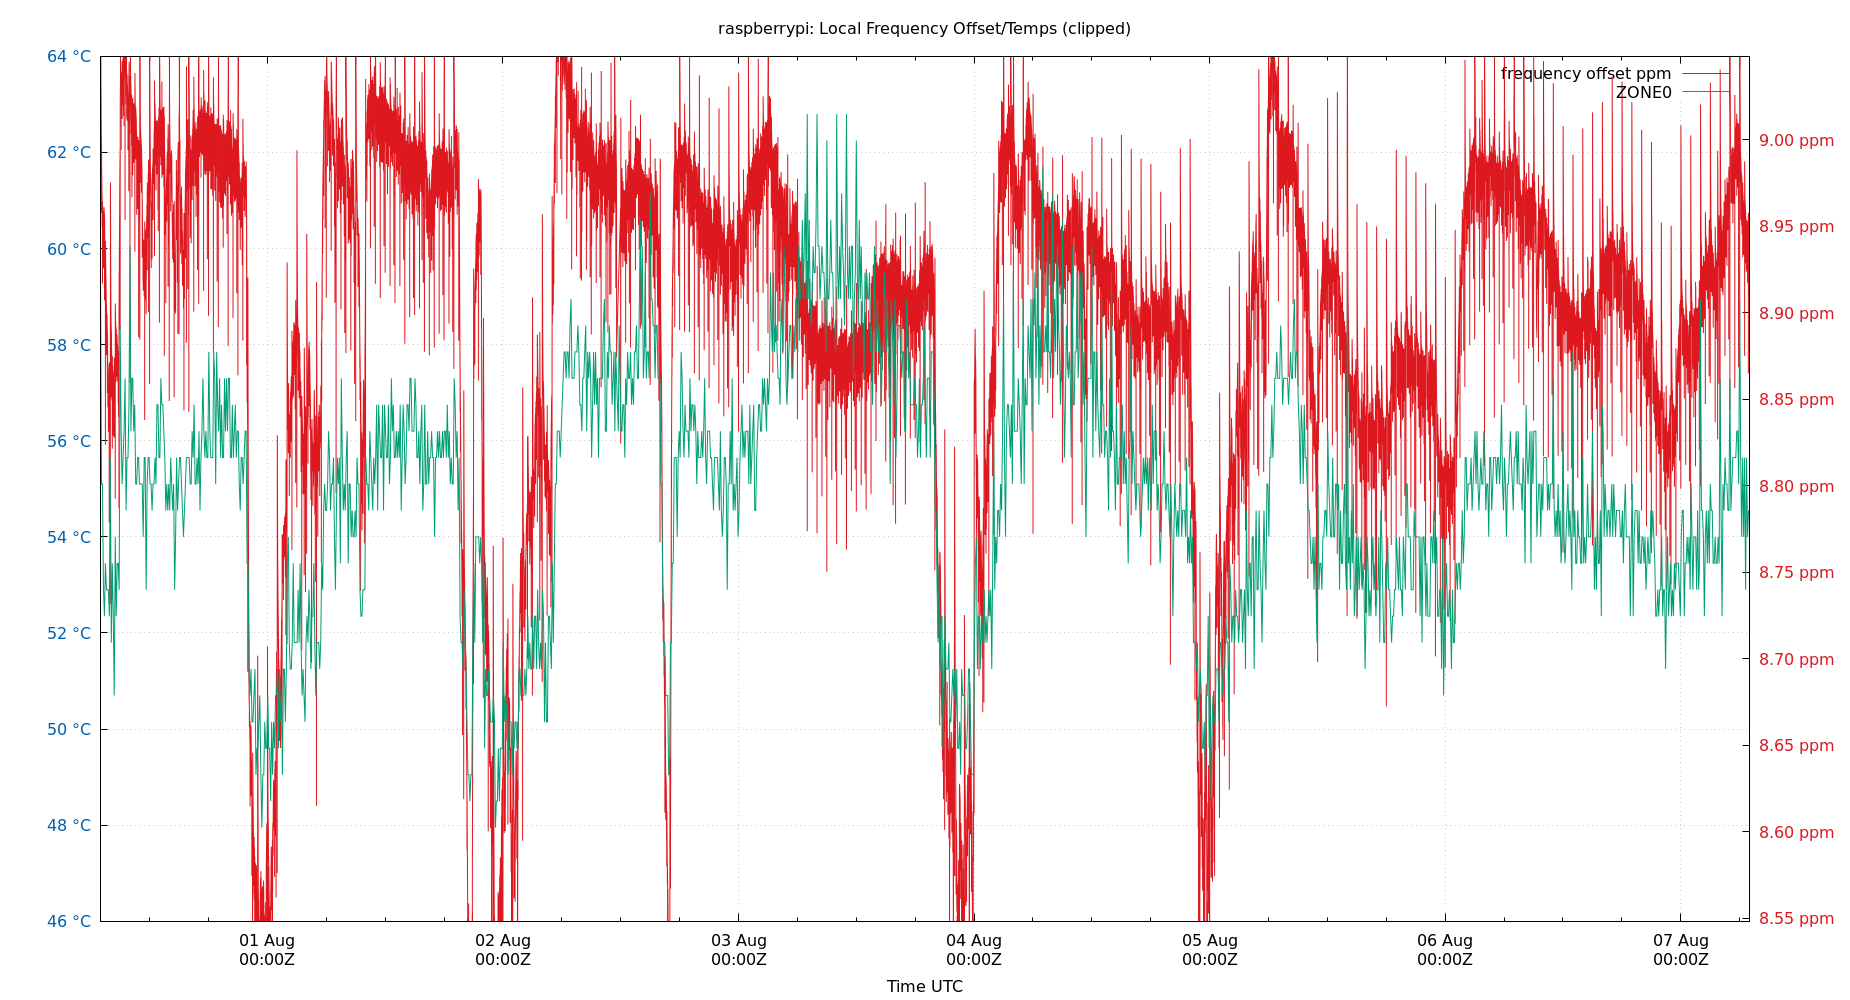 raspberrypi: Local Frequency Offset/Temps (clipped)
64 °C
62 °C
60 °C
58 °C
56 °C
54 °C
52 °C
50 °C
48 °C
46 °C
frequency offset ppm
ZONE0
9.00 ppm
8.95 ppm
8.90 ppm
8.85 ppm
8.80 ppm
8.75 ppm
8.70 ppm
8.65 ppm
8.60 ppm
8.55 ppm
01 Aug 02 Aug 03 Aug 04 Aug 05 Aug 06 Aug 07 Aug
00:00Z 00:00Z 00:00Z 00:00Z 00:00Z 00:00Z 00:00Z
Time UTC